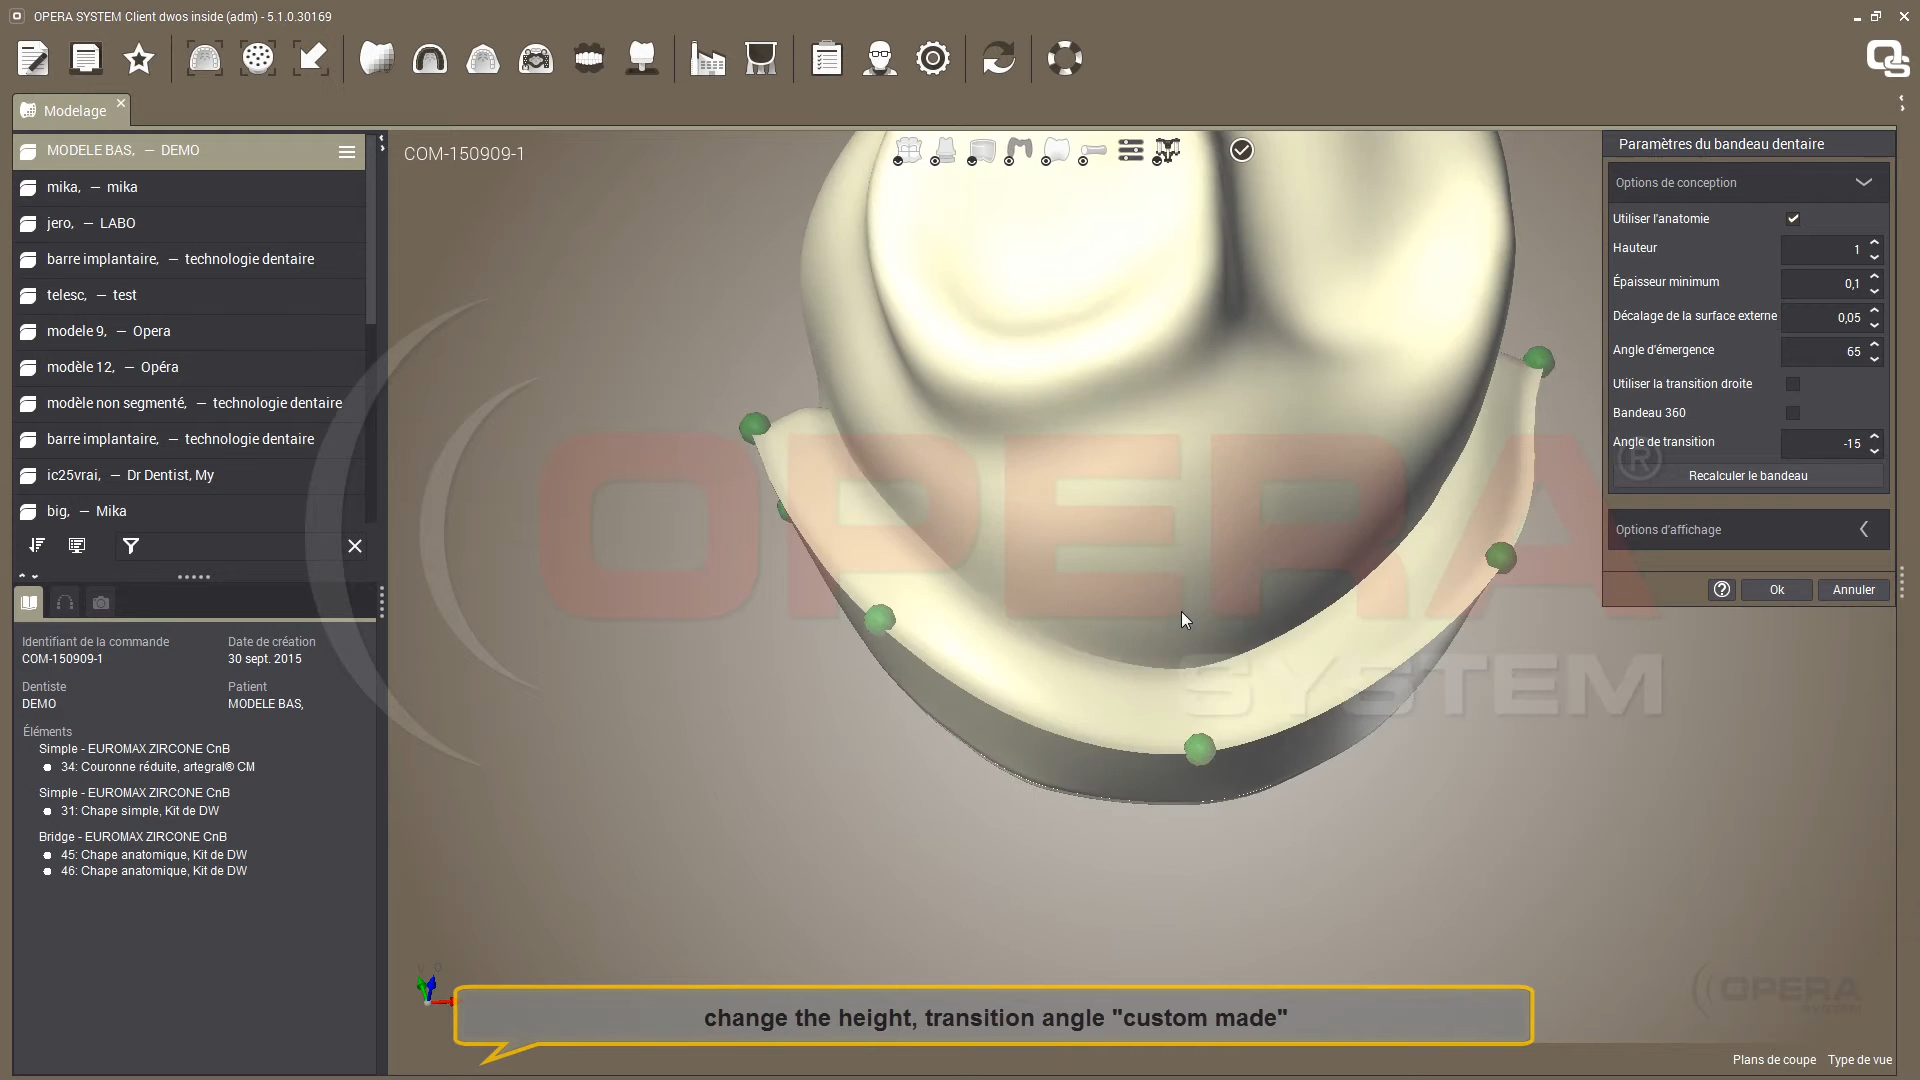 OPERA SYSTEM Client dwos inside (adm) - 5.1.0.30169
Modelage
MODELE BAS, — DEMO
mika, — mika
jero, — LABO
barre implantaire, — technologie dentaire
telesc, — test
modele 9, — Opera
modèle 12, — Opéra
modèle non segmenté, — technologie dentaire
barre implantaire, — technologie dentaire
ic25vrai, — Dr Dentist, My
big, — Mika
Identifiant de la commande
Date de création
COM-150909-1
30 sept. 2015
Dentiste
Patient
DEMO
MODELE BAS,
Éléments
Simple - EUROMAX ZIRCONE CnB
34: Couronne réduite, artegral® CM
Simple - EUROMAX ZIRCONE CnB
31: Chape simple, Kit de DW
Bridge - EUROMAX ZIRCONE CnB
45: Chape anatomique, Kit de DW
46: Chape anatomique, Kit de DW
COM-150909-1
OPERA®
SYSTEM
Paramètres du bandeau dentaire
Options de conception
Utiliser l'anatomie
Hauteur 1
Épaisseur minimum 0,1
Décalage de la surface externe 0,05
Angle d'émergence 65
Utiliser la transition droite
Bandeau 360
Angle de transition -15
Recalculer le bandeau
Options d'affichage
Ok
Annuler
change the height, transition angle "custom made"
OPERA
SYSTEM
Plans de coupe
Type de vue